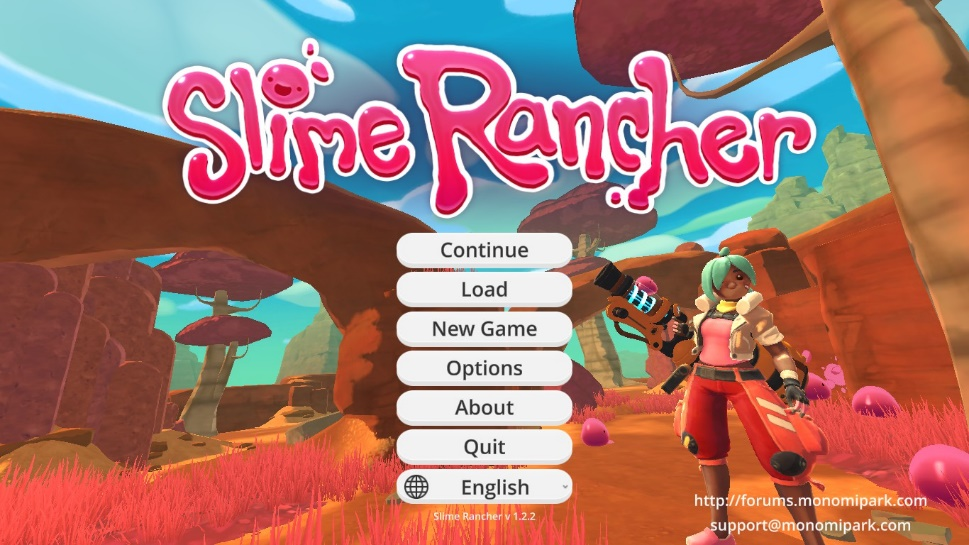 Slime Rancher
Continue
Load
New Game
Options
About
Quit
English
Slime Rancher v 1.2.2
http://forums.monomipark.com
support@monomipark.com